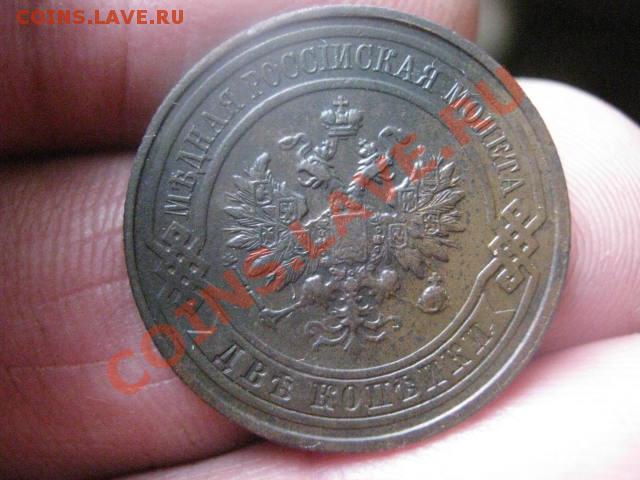 COINS.LAVE.RU
МѢДНАЯ РОССІЙСКАЯ МОНЕТА
COINS.LAVE.RU
ДВѢ КОПѢЙКИ